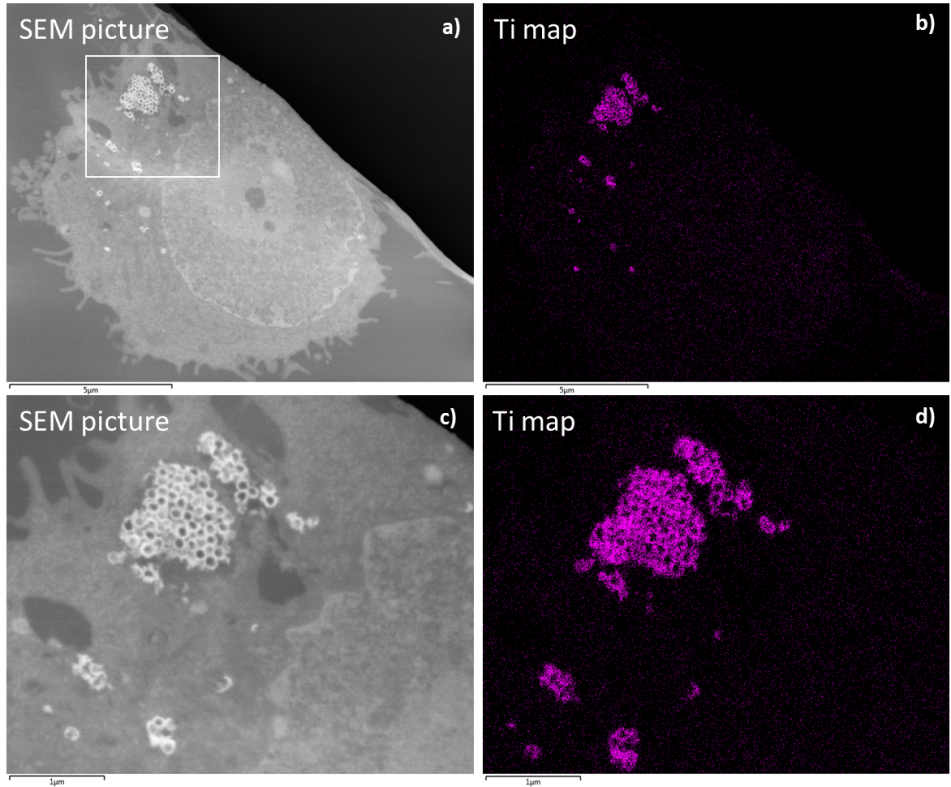 SEM picture a)
Ti map b)
5μm
5μm
SEM picture c)
Ti map d)
1μm
1μm